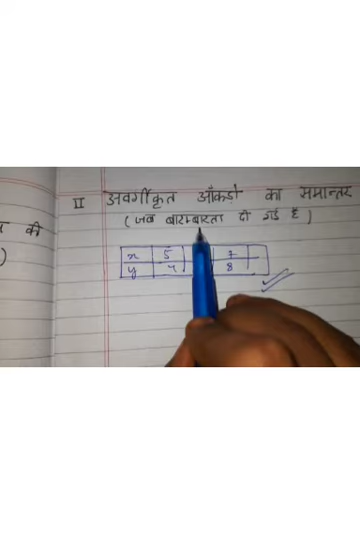 II अवर्गीकृत आँकड़ो का समान्तर
(जब बारम्बारता दी गई है)
की
)
x 5 7
y 4 8